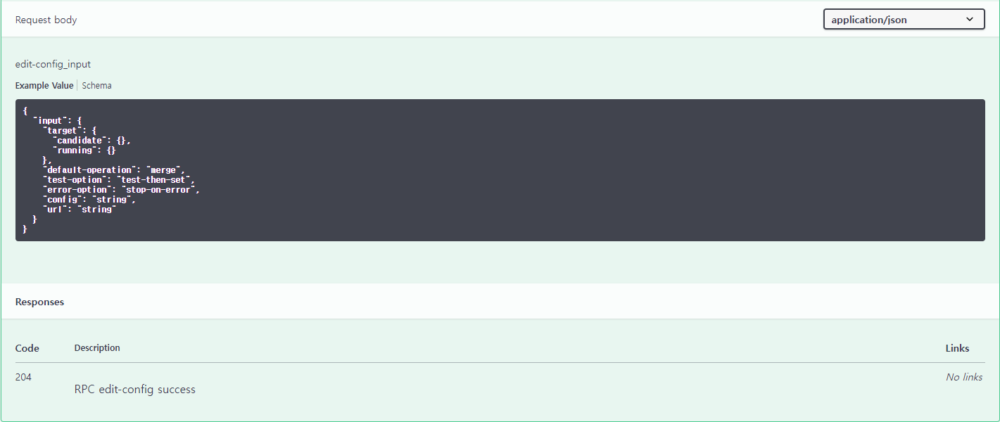 Request body
application/json
edit-config_input
Example Value
Schema
{
"input": {
"target": {
"candidate": {},
"running": {}
},
"default-operation": "merge",
"test-option": "test-then-set",
"error-option": "stop-on-error",
"config": "string",
"url": "string"
}
}
Responses
Code Description Links
204 No links
RPC edit-config success